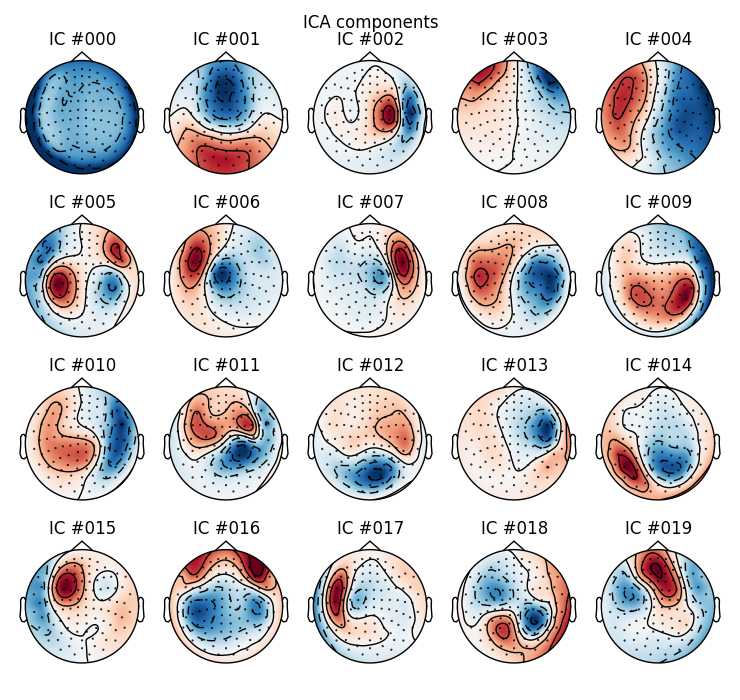 ICA components
IC #000 IC #001 IC #002 IC #003 IC #004
IC #005 IC #006 IC #007 IC #008 IC #009
IC #010 IC #011 IC #012 IC #013 IC #014
IC #015 IC #016 IC #017 IC #018 IC #019